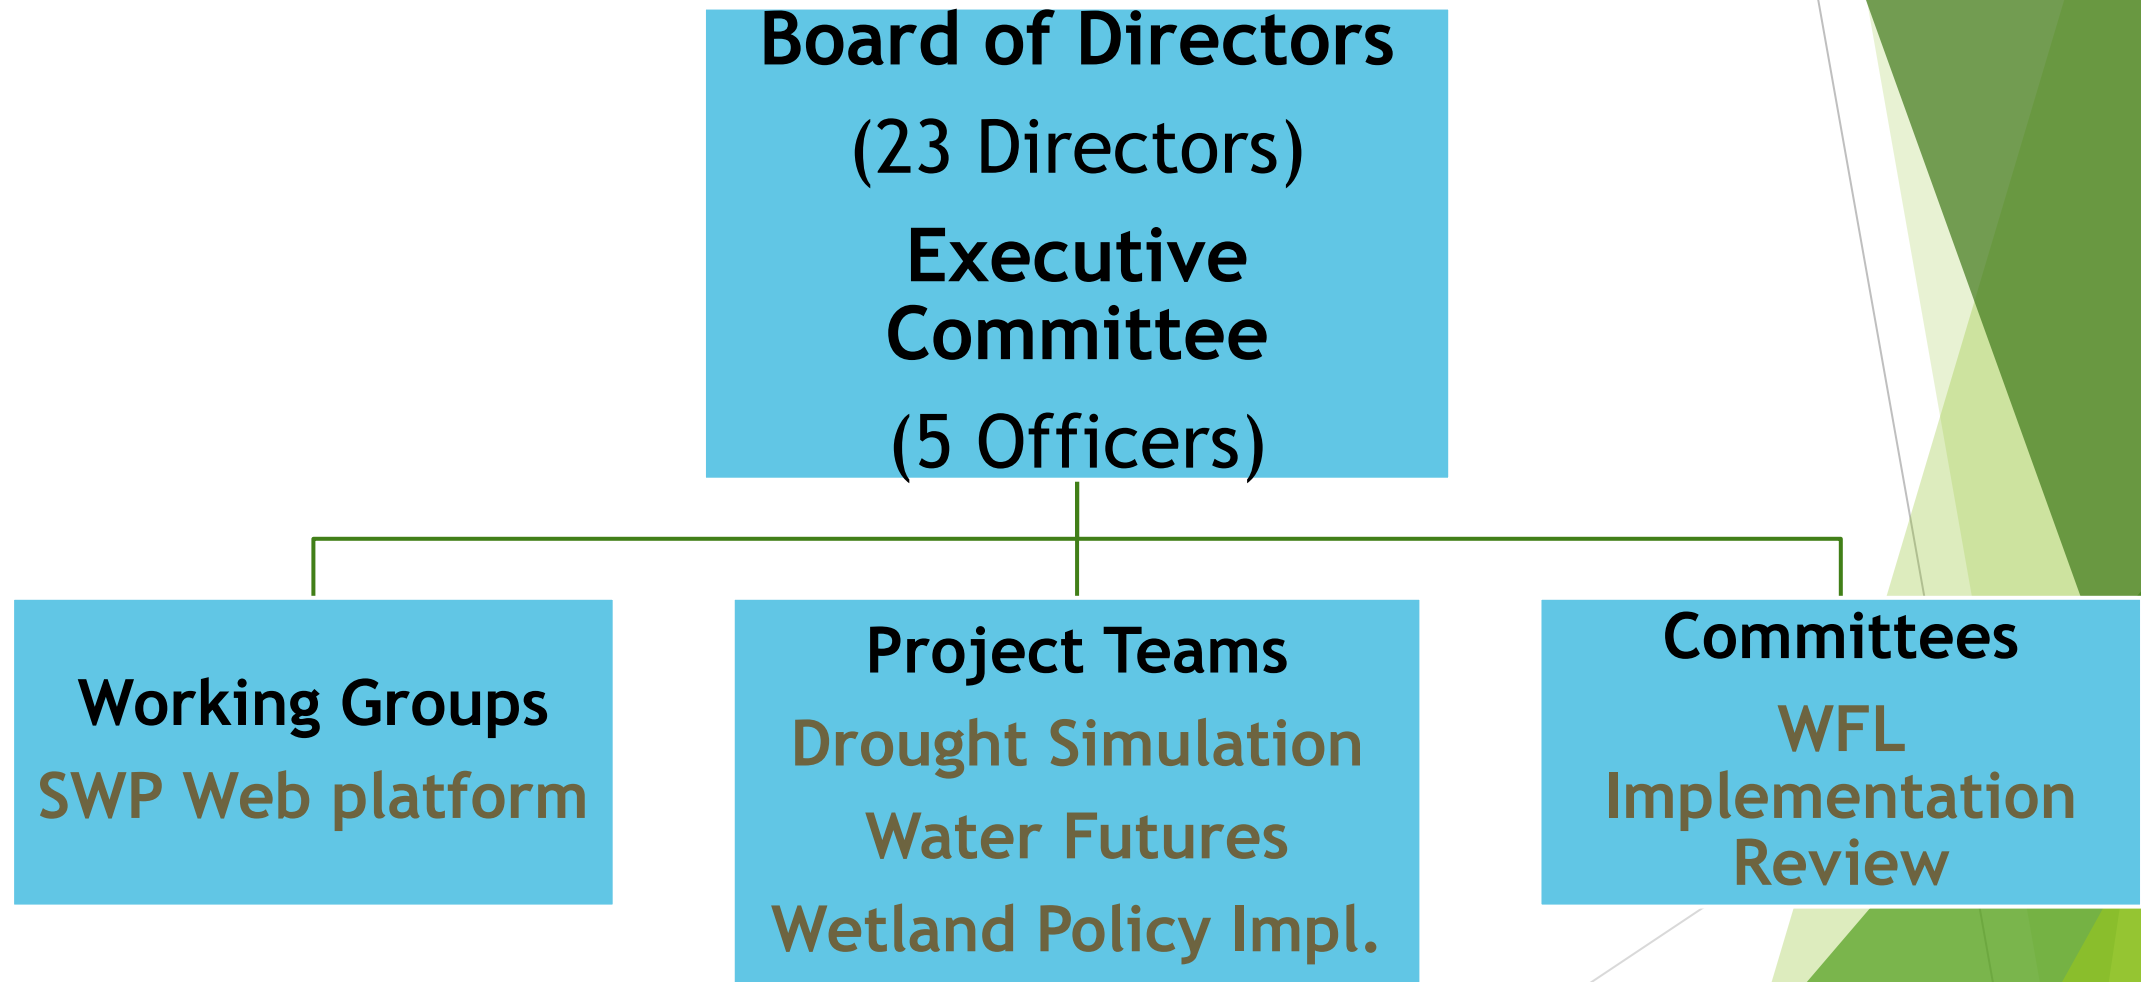 Board of Directors
(23 Directors)
Executive
Committee
(5 Officers)
Working Groups
SWP Web platform
Project Teams
Drought Simulation
Water Futures
Wetland Policy Impl.
Committees
WFL
Implementation
Review